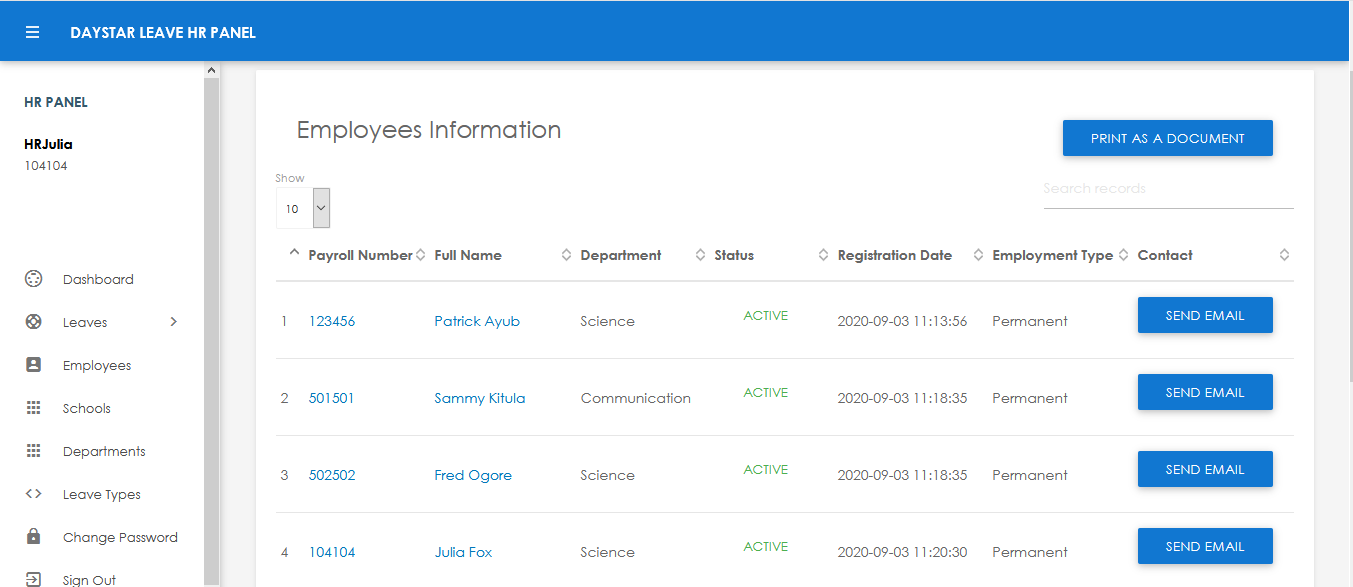 DAYSTAR LEAVE HR PANEL
HR PANEL
HRJulia
104104
Dashboard
Leaves
Employees
Schools
Departments
Leave Types
Change Password
Sign Out
Employees Information
PRINT AS A DOCUMENT
Show
10
Search records
Payroll Number Full Name Department Status Registration Date Employment Type Contact
1 123456 Patrick Ayub Science ACTIVE 2020-09-03 11:13:56 Permanent SEND EMAIL
2 501501 Sammy Kitula Communication ACTIVE 2020-09-03 11:18:35 Permanent SEND EMAIL
3 502502 Fred Ogore Science ACTIVE 2020-09-03 11:18:35 Permanent SEND EMAIL
4 104104 Julia Fox Science ACTIVE 2020-09-03 11:20:30 Permanent SEND EMAIL